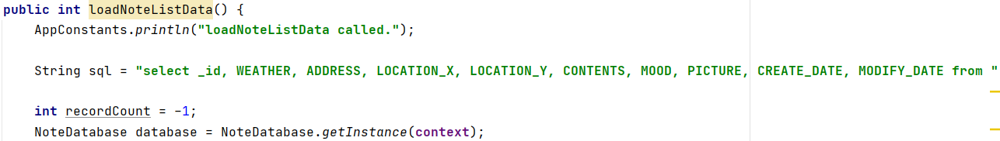 public int loadNoteListData() {
AppConstants.println("loadNoteListData called.");
String sql = "select _id, WEATHER, ADDRESS, LOCATION_X, LOCATION_Y, CONTENTS, MOOD, PICTURE, CREATE_DATE, MODIFY_DATE from "
int recordCount = -1;
NoteDatabase database = NoteDatabase.getInstance(context);